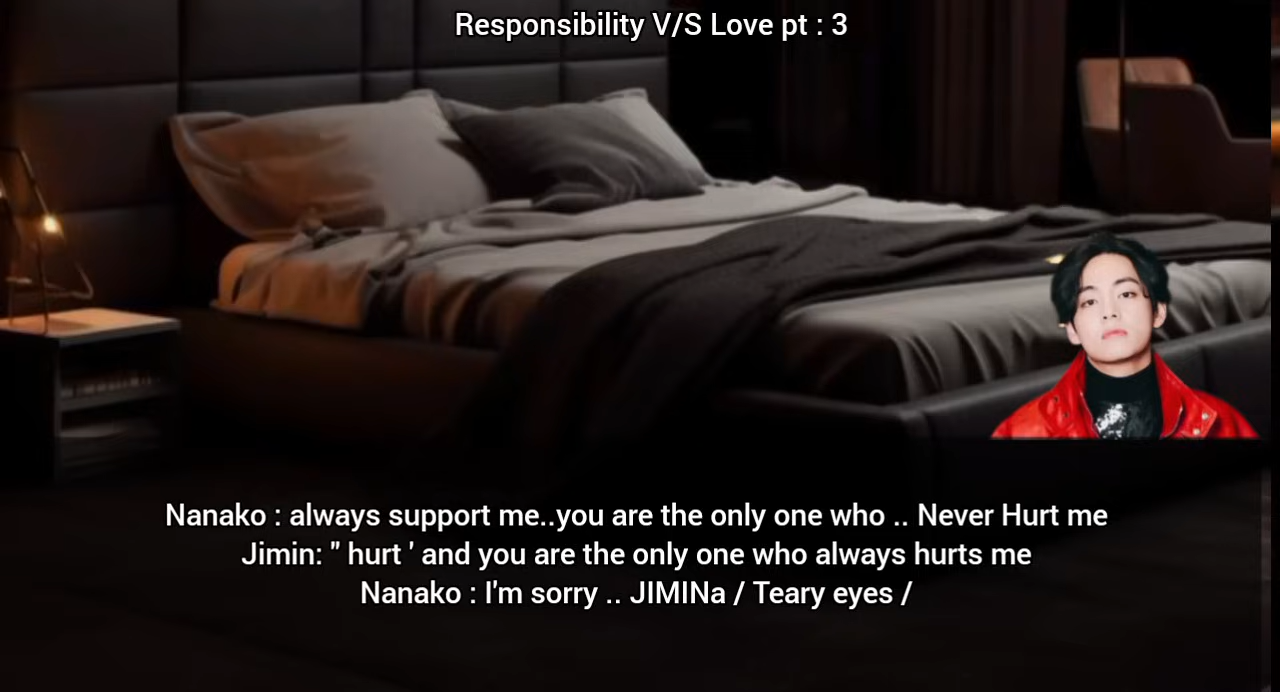 Responsibility V/S Love pt : 3
Nanako : always support me..you are the only one who .. Never Hurt me
Jimin: " hurt ' and you are the only one who always hurts me
Nanako : I'm sorry .. JIMINa / Teary eyes /